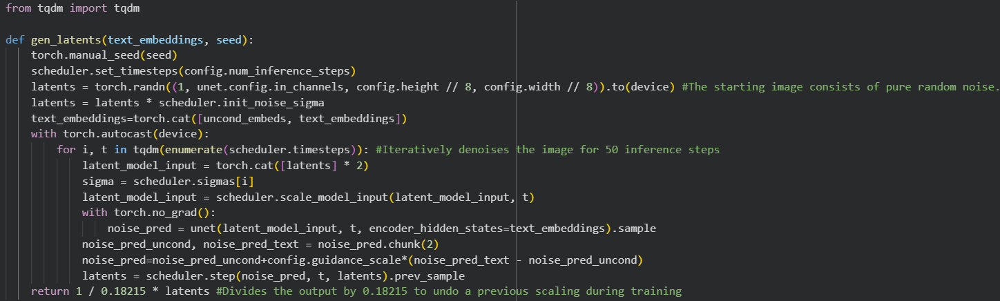 from tqdm import tqdm
def gen_latents(text_embeddings, seed):
torch.manual_seed(seed)
scheduler.set_timesteps(config.num_inference_steps)
latents = torch.randn((1, unet.config.in_channels, config.height // 8, config.width // 8)).to(device) #The starting image consists of pure random noise.
latents = latents * scheduler.init_noise_sigma
text_embeddings=torch.cat([uncond_embeds, text_embeddings])
with torch.autocast(device):
for i, t in tqdm(enumerate(scheduler.timesteps)): #Iteratively denoises the image for 50 inference steps
latent_model_input = torch.cat([latents] * 2)
sigma = scheduler.sigmas[i]
latent_model_input = scheduler.scale_model_input(latent_model_input, t)
with torch.no_grad():
noise_pred = unet(latent_model_input, t, encoder_hidden_states=text_embeddings).sample
noise_pred_uncond, noise_pred_text = noise_pred.chunk(2)
noise_pred=noise_pred_uncond+config.guidance_scale*(noise_pred_text - noise_pred_uncond)
latents = scheduler.step(noise_pred, t, latents).prev_sample
return 1 / 0.18215 * latents #Divides the output by 0.18215 to undo a previous scaling during training